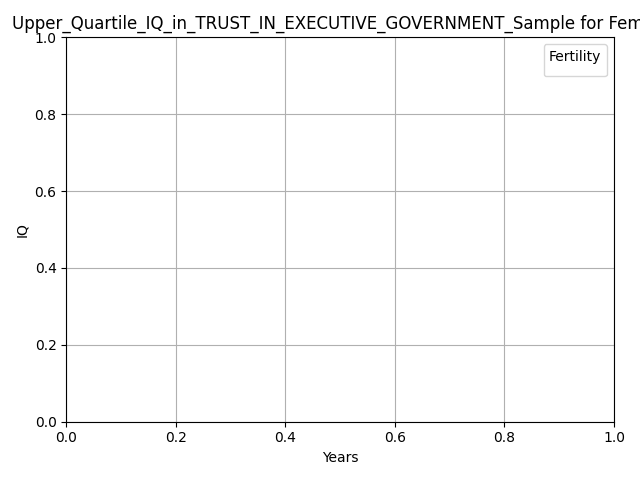 Upper_Quartile_IQ_in_TRUST_IN_EXECUTIVE_GOVERNMENT_Sample for Fem
Fertility
1.0
0.8
0.6
0.4
0.2
0.0
IQ
0.0 0.2 0.4 0.6 0.8 1.0
Years